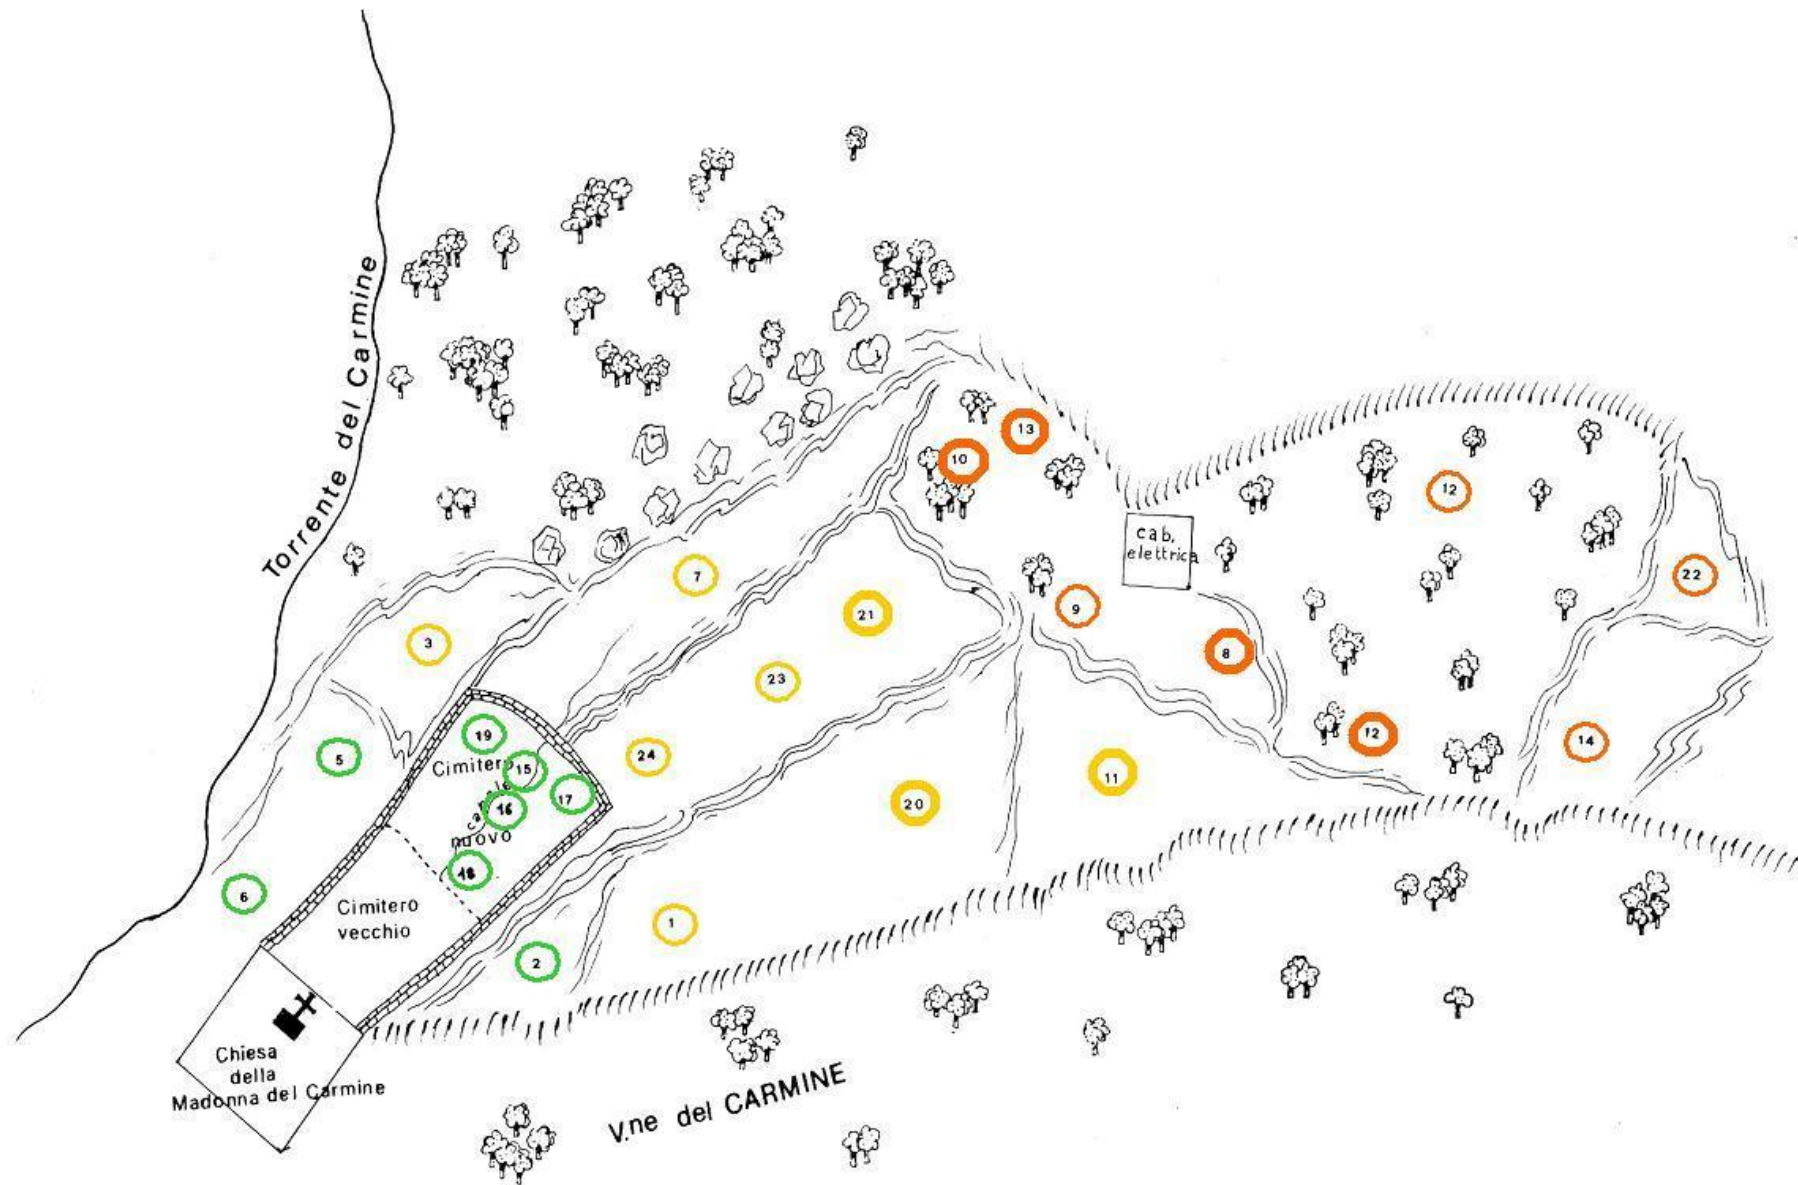 Torrente del Carmine
13
10
12
cab.
elettrica
7
22
9
21
3
8
23
19
12
14
5
24
Cimitero
15
11
17
16
20
nuovo
18
6
Cimitero
vecchio
1
2
Chiesa
della
Madonna del Carmine
V.ne del CARMINE